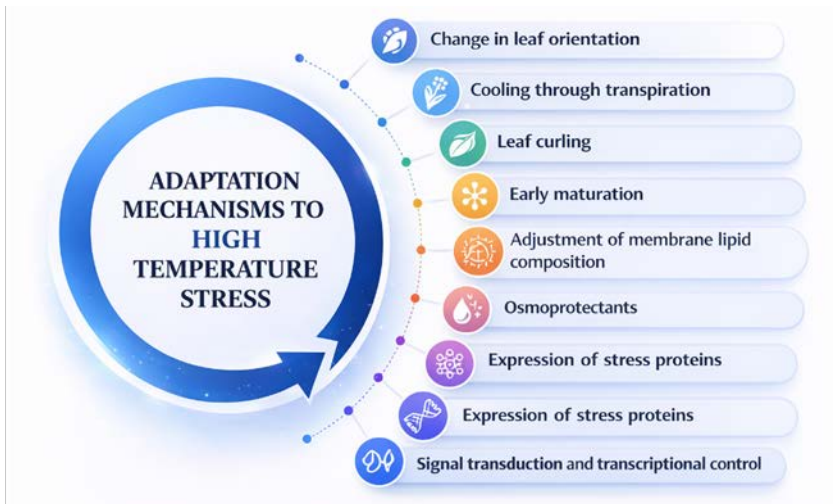 ADAPTATION
MECHANISMS TO
HIGH
TEMPERATURE
STRESS
Change in leaf orientation
Cooling through transpiration
Leaf curling
Early maturation
Adjustment of membrane lipid
composition
Osmoprotectants
Expression of stress proteins
Expression of stress proteins
Signal transduction and transcriptional control